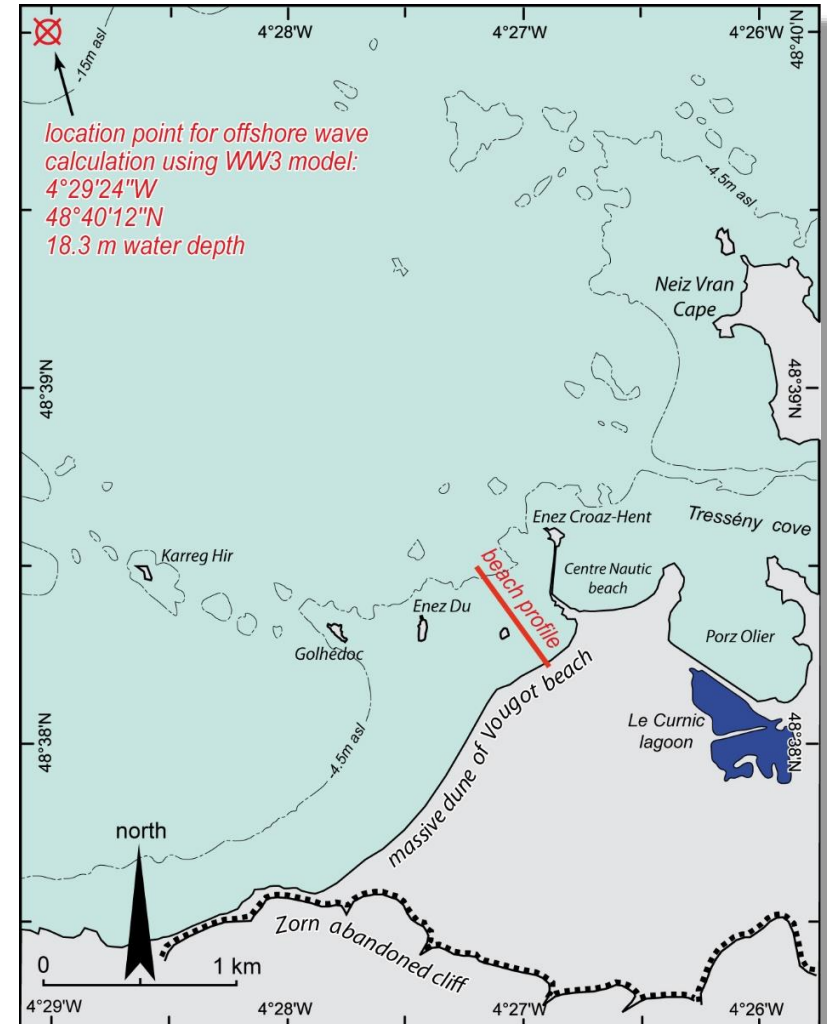 4°28'W
4°27'W
4°26'W
48°40'N
-15m asl
location point for offshore wave
calculation using WW3 model:
4°29'24"W
48°40'12"N
18.3 m water depth
-4.5m asl
Neiz Vran
Cape
48°39'N
48°39'N
Enez Croaz-Hent
Tressény cove
Karreg Hir
beach profile
Centre Nautic
beach
Enez Du
Golhédoc
Porz Olier
massive dune of Vougot beach
Le Curnic
lagoon
48°38'N
48°38'N
-4.5m asl
north
Zorn abandoned cliff
0
1 km
4°29'W
4°28'W
4°27'W
4°26'W